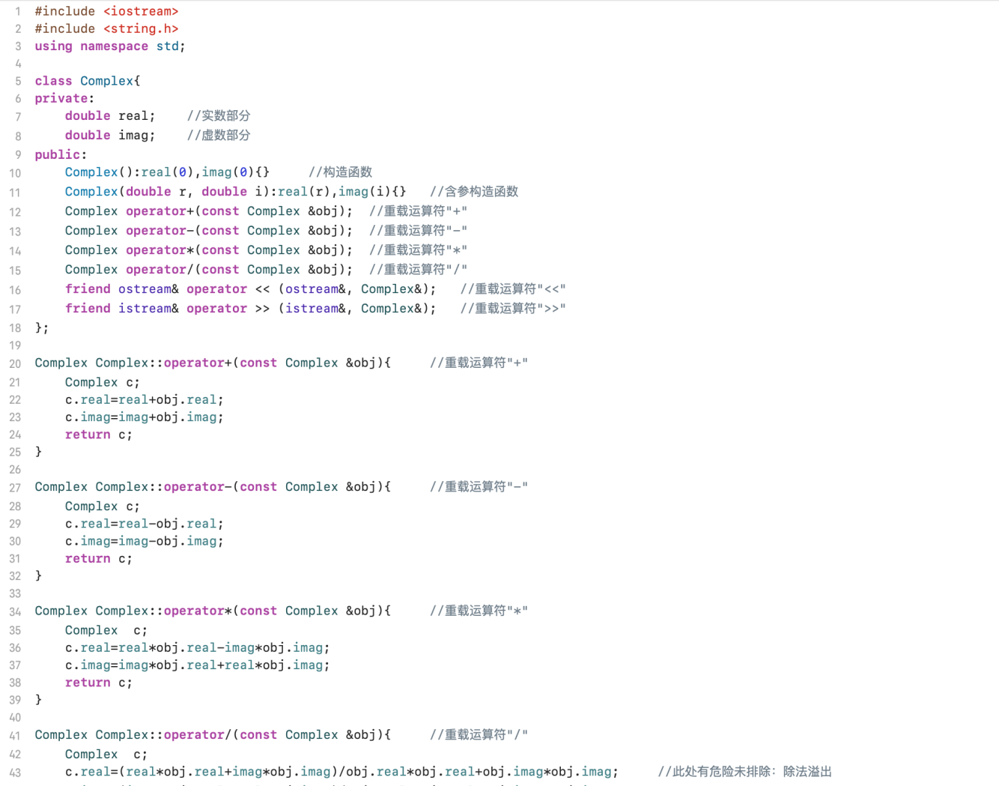 1 #include <iostream>
2 #include <string.h>
3 using namespace std;
4
5 class Complex{
6 private:
7     double real;    //实数部分
8     double imag;    //虚数部分
9 public:
10     Complex():real(0),imag(0){}     //构造函数
11     Complex(double r, double i):real(r),imag(i){}   //含参构造函数
12     Complex operator+(const Complex &obj);  //重载运算符"+"
13     Complex operator-(const Complex &obj);  //重载运算符"-"
14     Complex operator*(const Complex &obj);  //重载运算符"*"
15     Complex operator/(const Complex &obj);  //重载运算符"/"
16     friend ostream& operator << (ostream&, Complex&);   //重载运算符"<<"
17     friend istream& operator >> (istream&, Complex&);   //重载运算符">>"
18 };
19
20 Complex Complex::operator+(const Complex &obj){     //重载运算符"+"
21     Complex c;
22     c.real=real+obj.real;
23     c.imag=imag+obj.imag;
24     return c;
25 }
26
27 Complex Complex::operator-(const Complex &obj){     //重载运算符"-"
28     Complex c;
29     c.real=real-obj.real;
30     c.imag=imag-obj.imag;
31     return c;
32 }
33
34 Complex Complex::operator*(const Complex &obj){     //重载运算符"*"
35     Complex  c;
36     c.real=real*obj.real-imag*obj.imag;
37     c.imag=imag*obj.real+real*obj.imag;
38     return c;
39 }
40
41 Complex Complex::operator/(const Complex &obj){     //重载运算符"/"
42     Complex  c;
43     c.real=(real*obj.real+imag*obj.imag)/obj.real*obj.real+obj.imag*obj.imag;     //此处有危险未排除：除法溢出